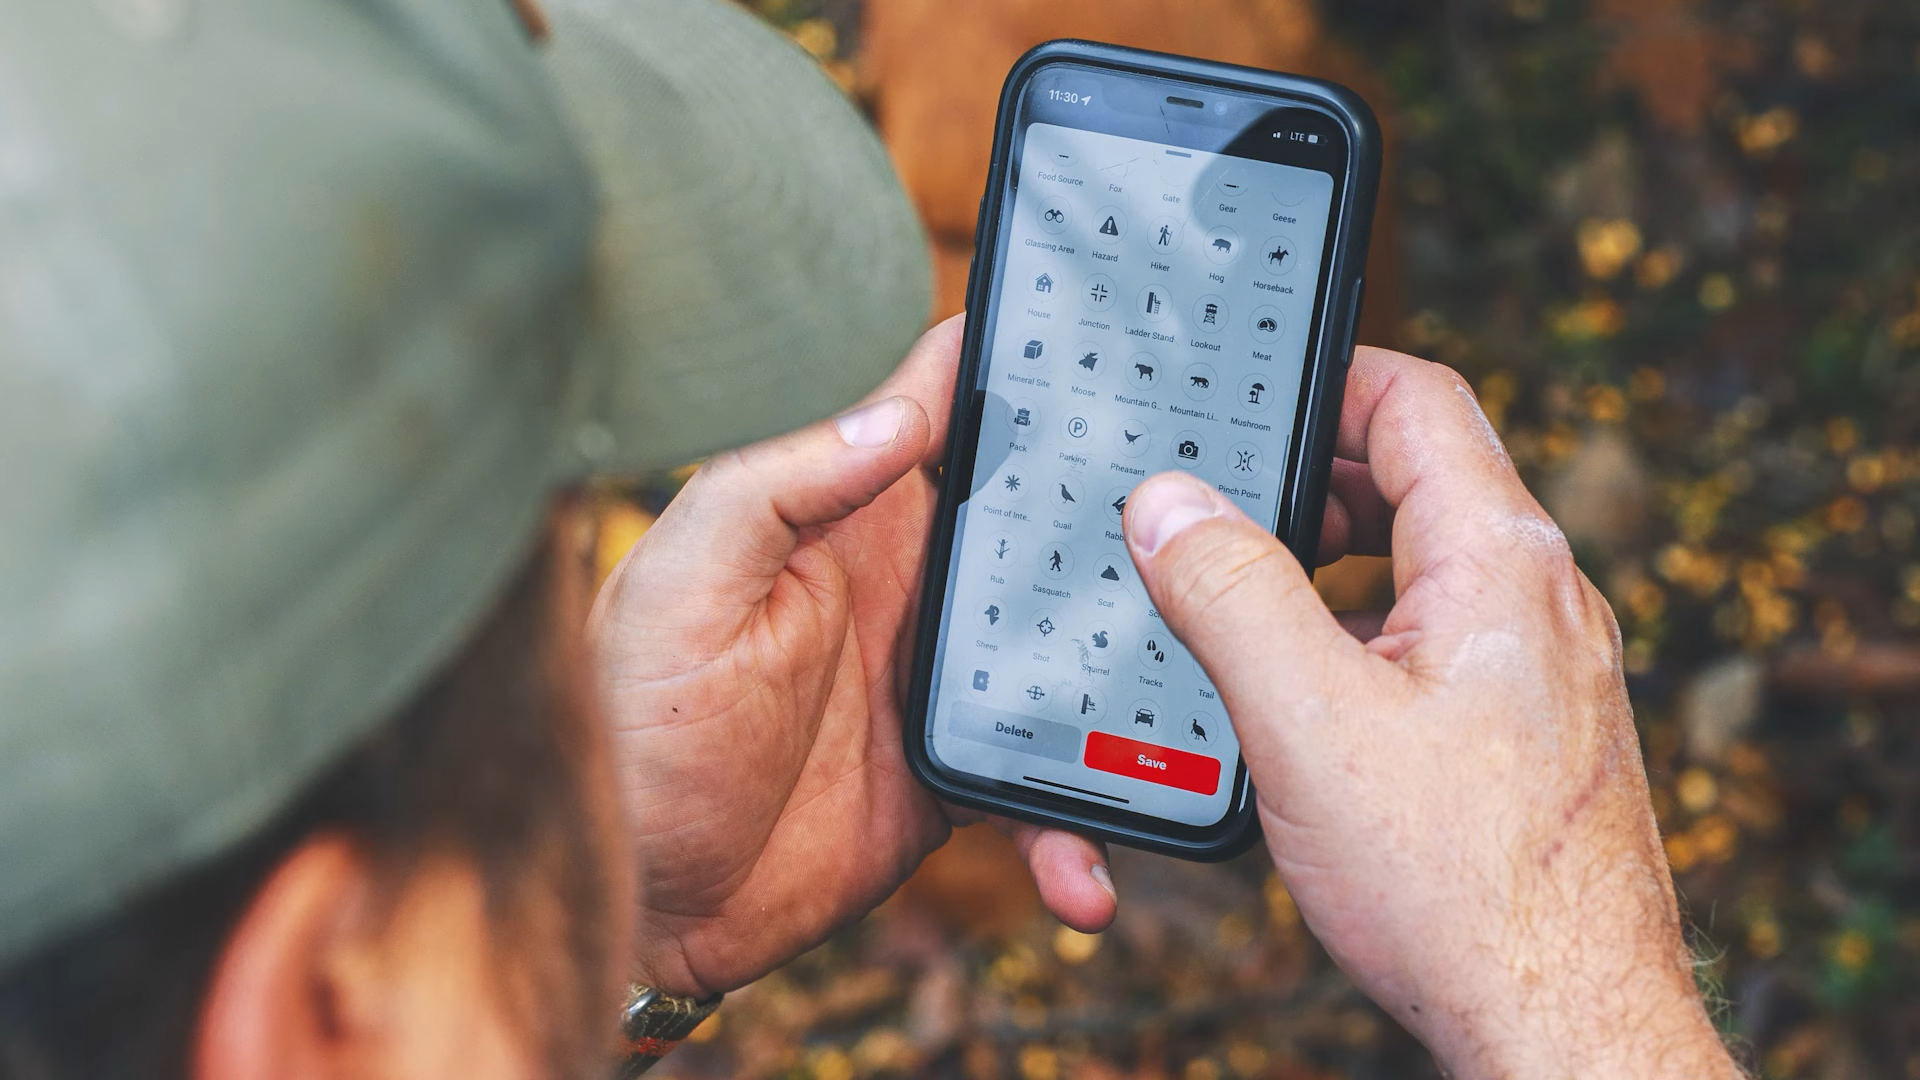 11:30
LTE
Food Source Fox Gate Gear Geese
Glassing Area Hazard Hiker Hog Horseback
House Junction Ladder Stand Lookout Meat
Mineral Site Moose Mountain G... Mountain Li... Mushroom
Pack Parking Pheasant Pinch Point
Point of Inte... Quail Rabb
Rub Sasquatch Scat Sc
Sheep Shot Squirrel Tracks Trail
Delete Save